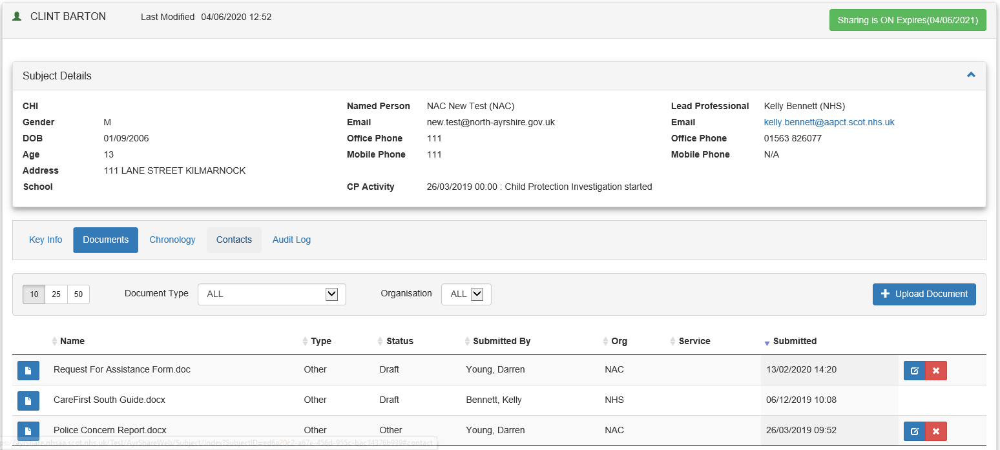 CLINT BARTON Last Modified 04/06/2020 12:52 Sharing is ON Expires(04/06/2021)
Subject Details
CHI Named Person NAC New Test (NAC) Lead Professional Kelly Bennett (NHS)
Gender M Email new.test@north-ayrshire.gov.uk Email kelly.bennett@aapct.scot.nhs.uk
DOB 01/09/2006 Office Phone 111 Office Phone 01563 826077
Age 13 Mobile Phone 111 Mobile Phone N/A
Address 111 LANE STREET KILMARNOCK
School CP Activity 26/03/2019 00:00 : Child Protection Investigation started
Key Info Documents Chronology Contacts Audit Log
10 25 50 Document Type ALL Organisation ALL Upload Document
Name Type Status Submitted By Org Service Submitted
Request For Assistance Form.doc Other Draft Young, Darren NAC 13/02/2020 14:20
CareFirst South Guide.docx Other Draft Bennett, Kelly NHS 06/12/2019 10:08
Police Concern Report.docx Other Other Young, Darren NAC 26/03/2019 09:52
ps://ayrshare.nhsaa.scot.nhs.uk/Test/AyrShareWeb/Subject/Index?SubjectID=ed6a20c2-a67e-456d-955c-bac14376b939#contact